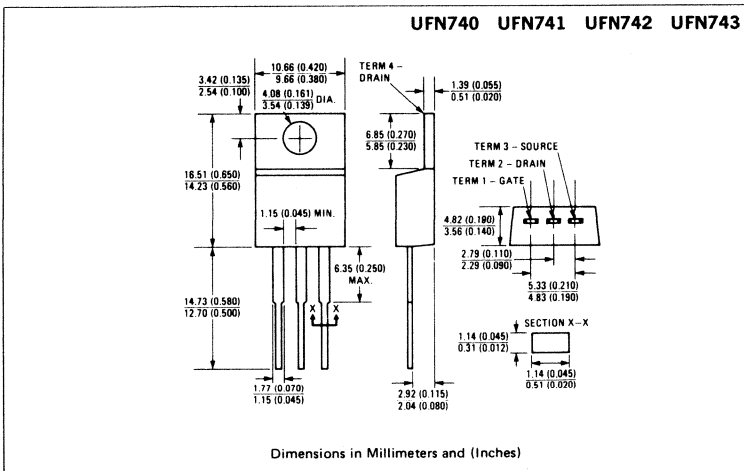 UFN740 UFN741 UFN742 UFN743
10.66 (0.420)
9.66 (0.380)
3.42 (0.135)
2.54 (0.100)
4.08 (0.161) DIA.
3.54 (0.139)
TERM 4 –
DRAIN
1.39 (0.055)
0.51 (0.020)
6.85 (0.270)
5.85 (0.230)
TERM 3 – SOURCE
TERM 2 – DRAIN
TERM 1 – GATE
16.51 (0.650)
14.23 (0.560)
1.15 (0.045) MIN.
4.82 (0.190)
3.56 (0.140)
2.79 (0.110)
2.29 (0.090)
5.33 (0.210)
4.83 (0.190)
6.35 (0.250)
MAX.
14.73 (0.580)
12.70 (0.500)
X X
SECTION X–X
1.14 (0.045)
0.31 (0.012)
1.14 (0.045)
0.51 (0.020)
1.77 (0.070)
1.15 (0.045)
2.92 (0.115)
2.04 (0.080)
Dimensions in Millimeters and (Inches)